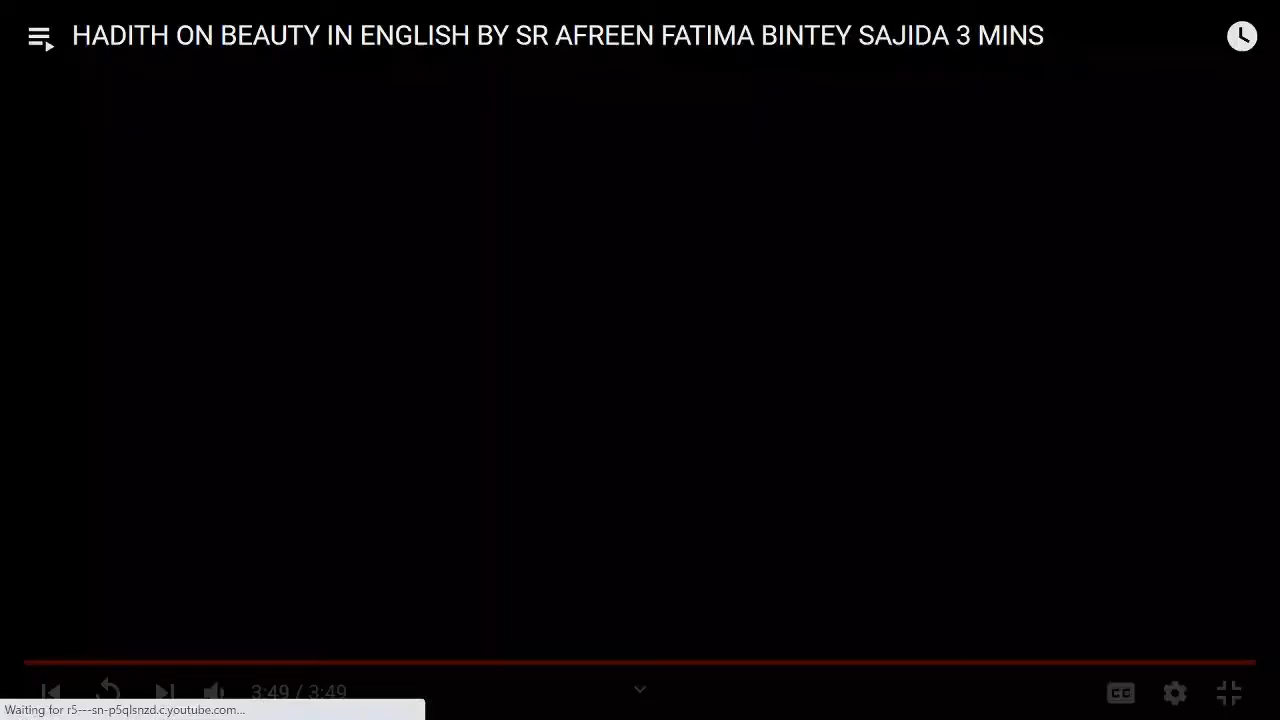 HADITH ON BEAUTY IN ENGLISH BY SR AFREEN FATIMA BINTEY SAJIDA 3 MINS
3:49 / 3:49
CC
Waiting for r5---sn-p5qlsnzd.c.youtube.com...